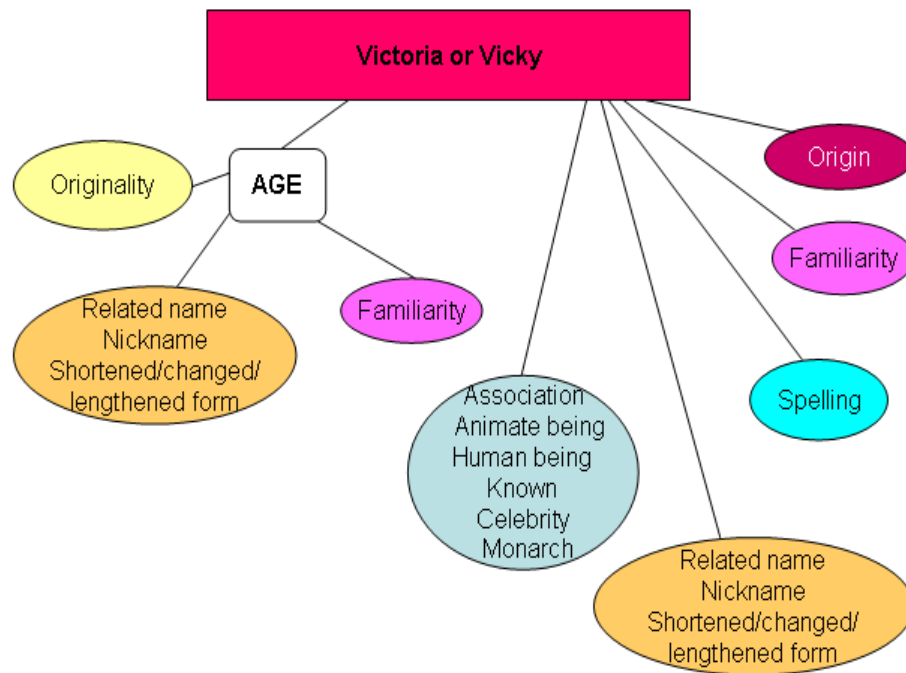 Victoria or Vicky
Origin
Originality
AGE
Familiarity
Familiarity
Related name
Nickname
Shortened/changed/
lengthened form
Spelling
Association
Animate being
Human being
Known
Celebrity
Monarch
Related name
Nickname
Shortened/changed/
lengthened form